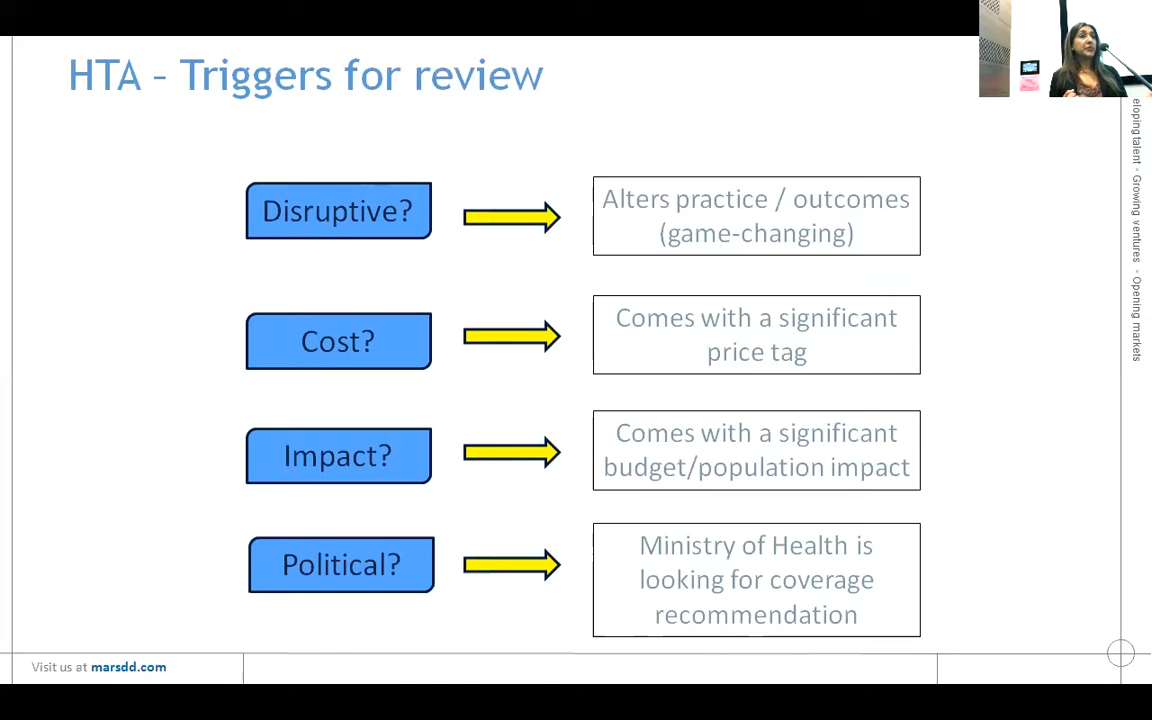 HTA – Triggers for review
Disruptive?
Alters practice / outcomes
(game-changing)
Cost?
Comes with a significant
price tag
Impact?
Comes with a significant
budget/population impact
Political?
Ministry of Health is
looking for coverage
recommendation
eloping talent • Growing ventures • Opening markets
Visit us at marsdd.com